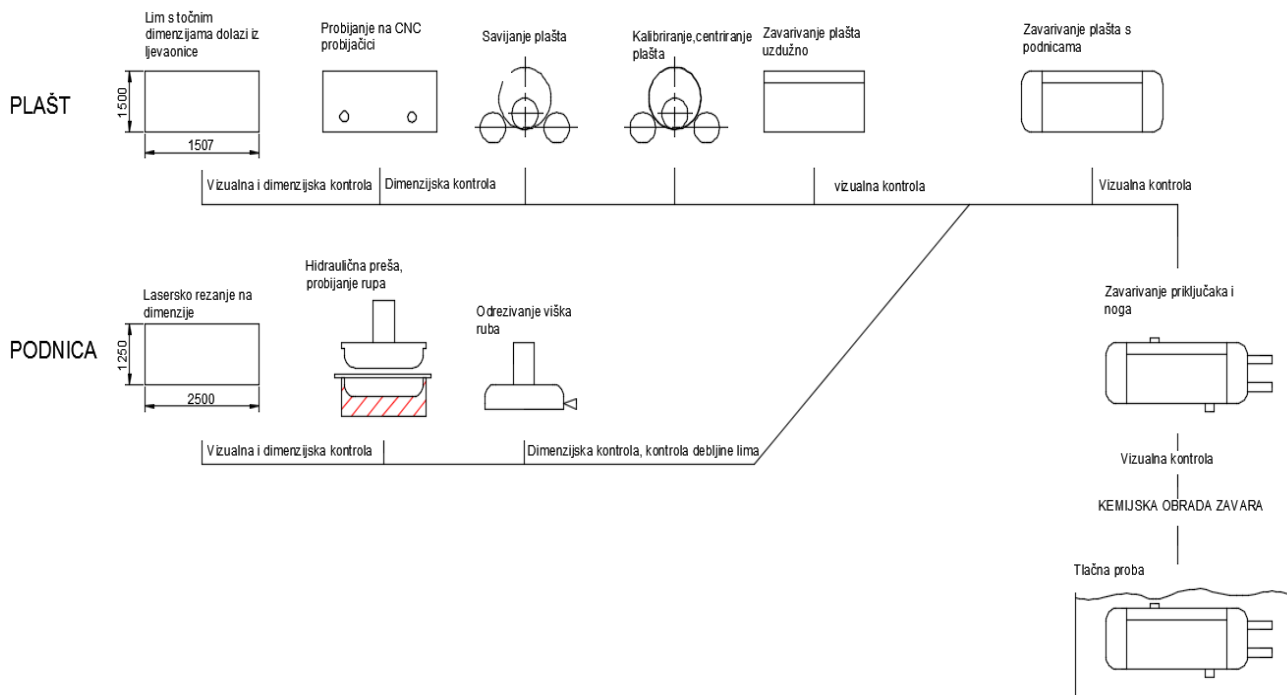 Lim s točnim
dimenzijama dolazi iz
ljevaonice
Probijanje na CNC
probijačici
Savijanje plašta
Kalibriranje,centriranje
plašta
Zavarivanje plašta
uzdužno
Zavarivanje plašta s
podnicama
PLAŠT
1500
1507
Vizualna i dimenzijska kontrola
Dimenzijska kontrola
vizualna kontrola
Vizualna kontrola
Lasersko rezanje na
dimenzije
Hidraulična preša,
probijanje rupa
Odrezivanje viška
ruba
Zavarivanje priključaka i
noga
PODNICA
1250
2500
Vizualna i dimenzijska kontrola
Dimenzijska kontrola, kontrola debljine lima
Vizualna kontrola
KEMIJSKA OBRADA ZAVARA
Tlačna proba